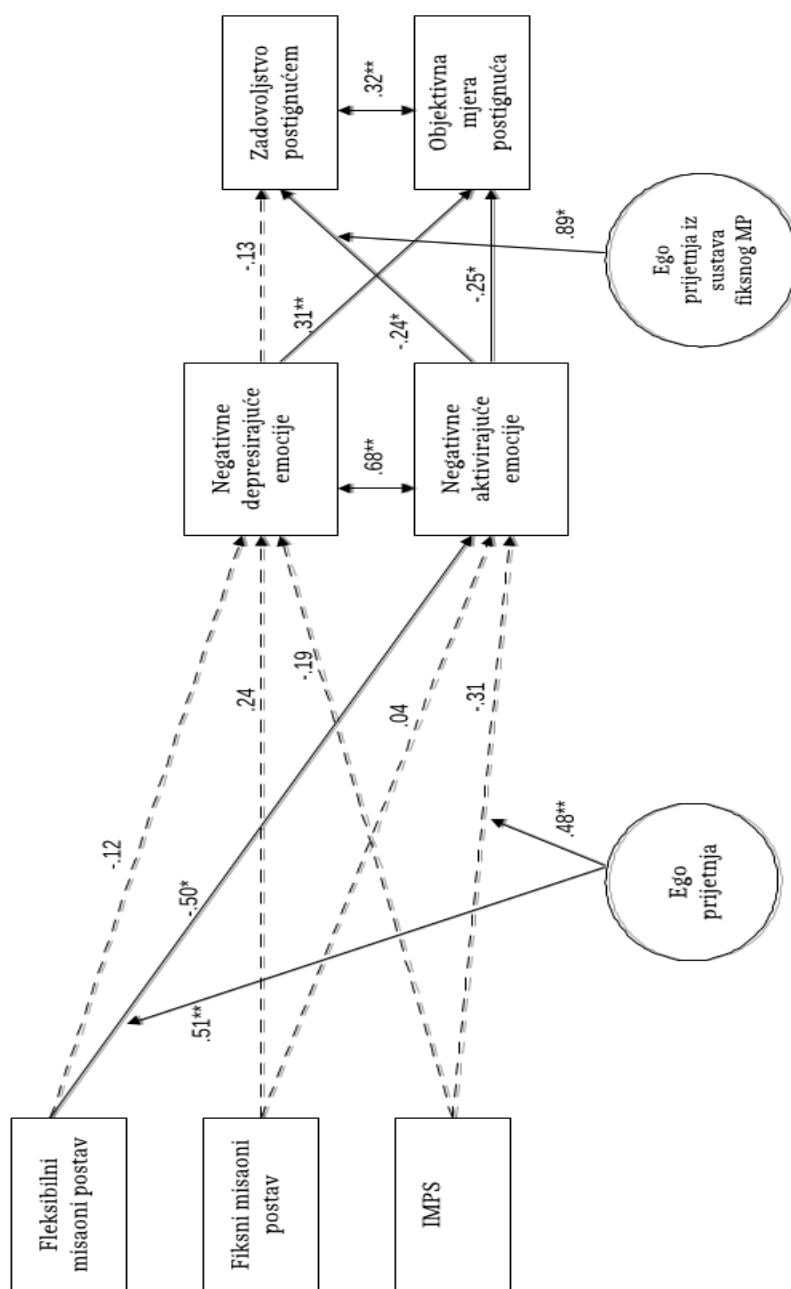 Fleksibilni
misaoni postav
Fiksni misaoni
postav
IMPS
-.12
-.50*
.51**
.24
-.19
.04
-.31
.48**
Ego
prijetnja
Negativne
depresirajuće
emocije
.68**
Negativne
aktivirajuće
emocije
-.13
.31**
-.24*
-.25*
.89*
Ego
prijetnja iz
sustava
fiksnog MP
Zadovoljstvo
postignućem
.32**
Objektivna
mjera
postignuća